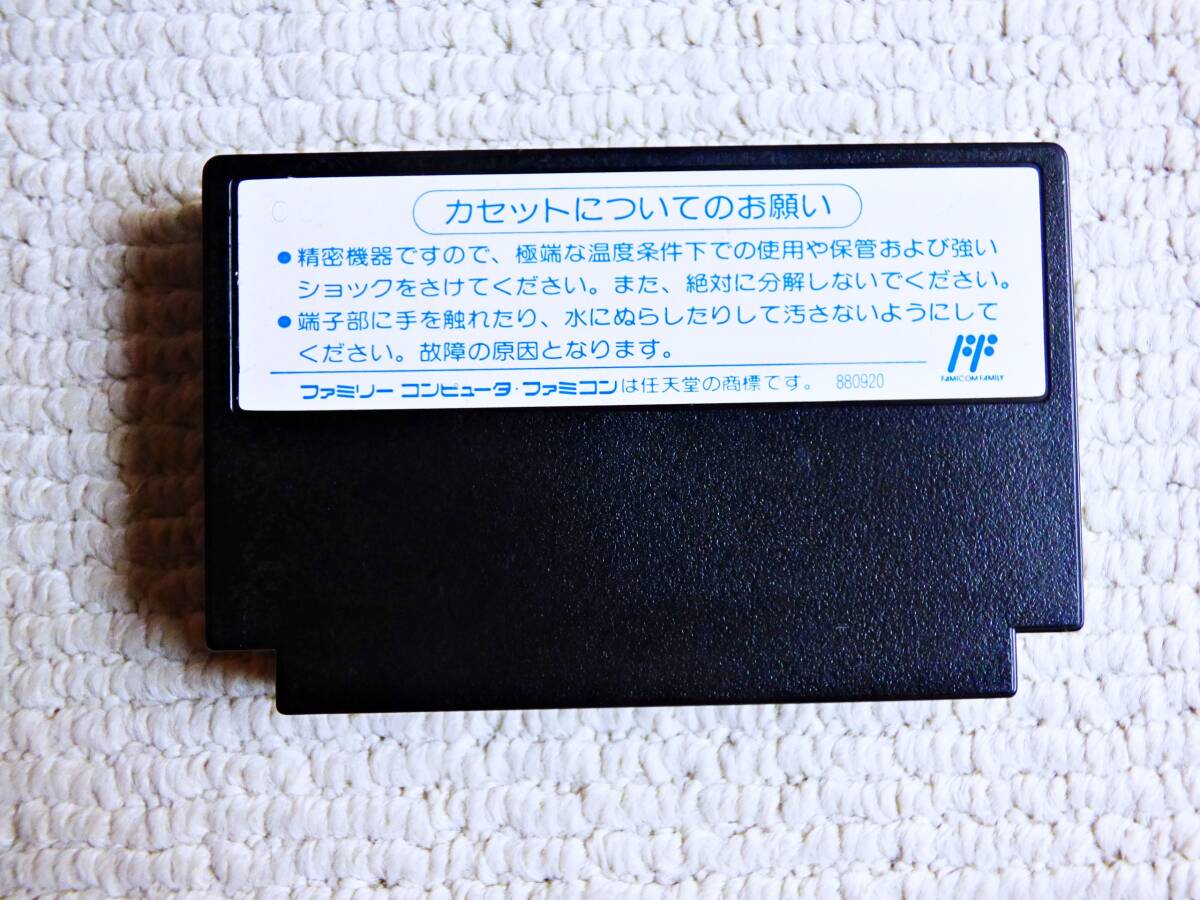 カセットについてのお願い
●精密機器ですので、極端な温度条件下での使用や保管および強い
ショックをさけてください。また、絶対に分解しないでください。
●端子部に手を触れたり、水にぬらしたりして汚さないようにして
ください。故障の原因となります。
FAMICOM FAMILY
ファミリー コンピュータ・ファミコンは任天堂の商標です。 880920